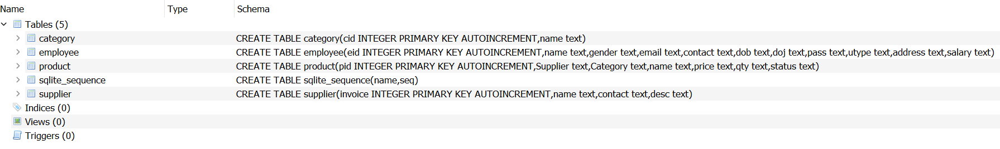 Name Type Schema
Tables (5)
category CREATE TABLE category(cid INTEGER PRIMARY KEY AUTOINCREMENT,name text)
employee CREATE TABLE employee(eid INTEGER PRIMARY KEY AUTOINCREMENT,name text,gender text,email text,contact text,dob text,doj text,pass text,utype text,address text,salary text)
product CREATE TABLE product(pid INTEGER PRIMARY KEY AUTOINCREMENT,Supplier text,Category text,name text,price text,qty text,status text)
sqlite_sequence CREATE TABLE sqlite_sequence(name,seq)
supplier CREATE TABLE supplier(invoice INTEGER PRIMARY KEY AUTOINCREMENT,name text,contact text,desc text)
Indices (0)
Views (0)
Triggers (0)